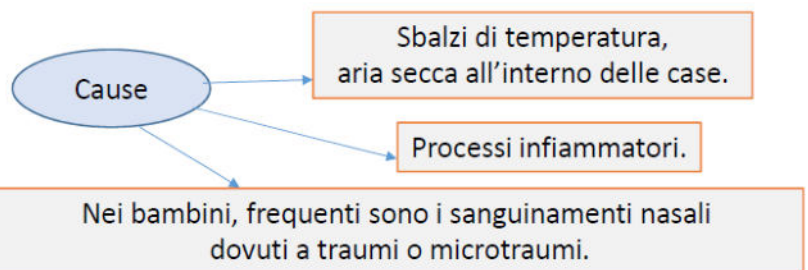 Cause
Sbalzi di temperatura,
aria secca all'interno delle case.
Processi infiammatori.
Nei bambini, frequenti sono i sanguinamenti nasali
dovuti a traumi o microtraumi.